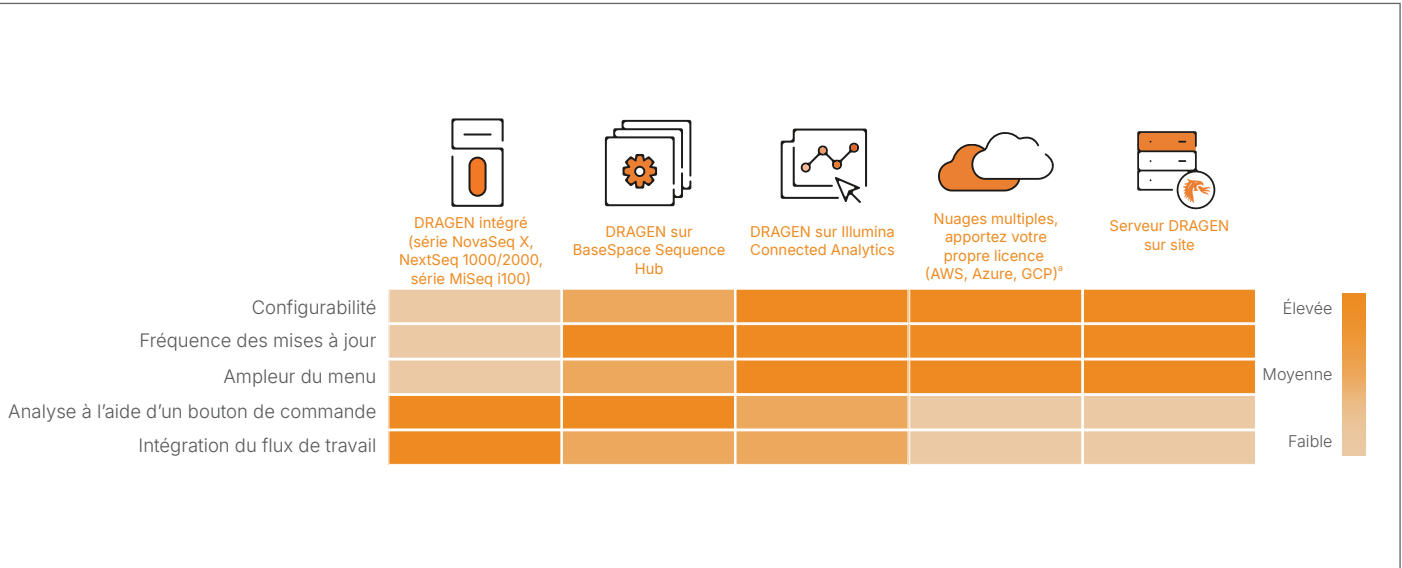 DRAGEN intégré
(série NovaSeq X,
NextSeq 1000/2000,
série MiSeq i100)
DRAGEN sur
BaseSpace Sequence
Hub
DRAGEN sur Illumina
Connected Analytics
Nuages multiples,
apportez votre
propre licence
(AWS, Azure, GCP)ª
Serveur DRAGEN
sur site
Configurabilité
Fréquence des mises à jour
Ampleur du menu
Analyse à l’aide d’un bouton de commande
Intégration du flux de travail
Élevée
Moyenne
Faible